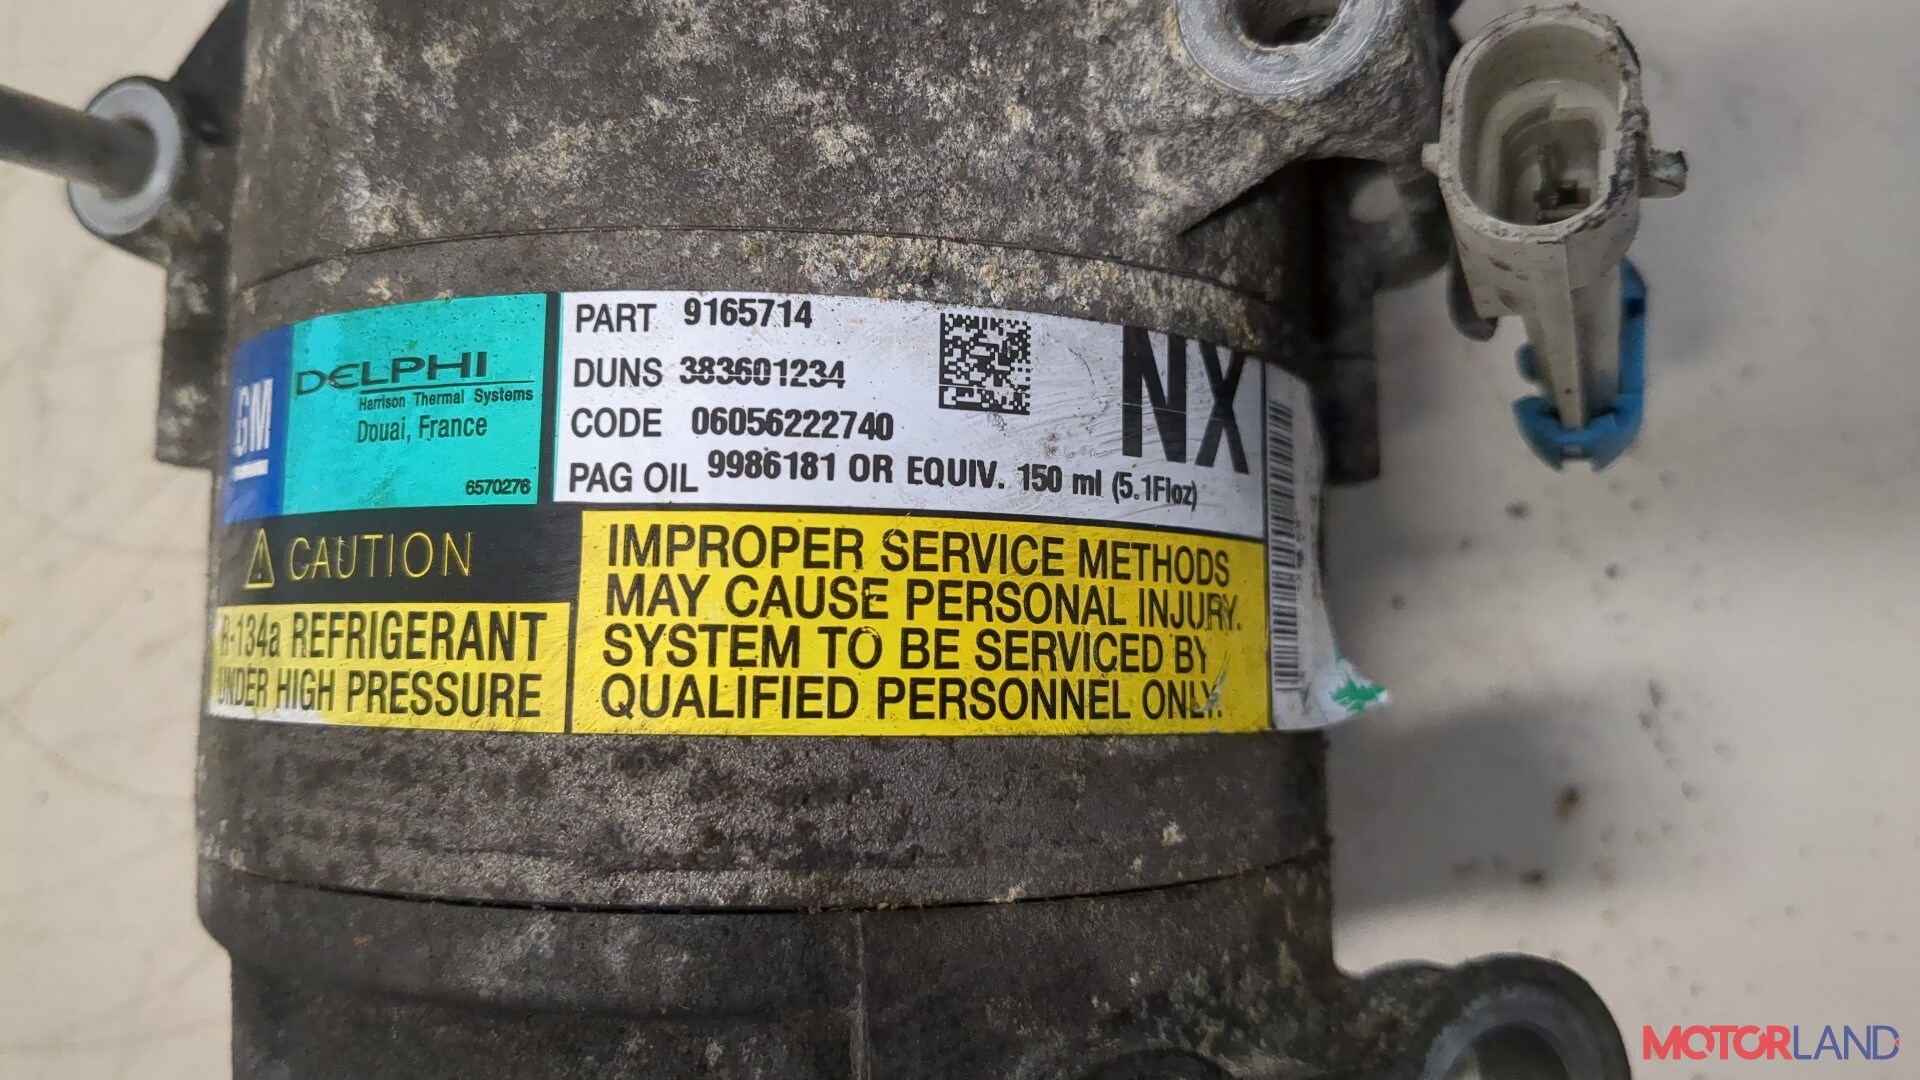 GM
DELPHI
Harrison Thermal Systems
Douai, France
6570276
PART 9165714
DUNS 383601234
CODE 06056222740
PAG OIL 9986181 OR EQUIV. 150 ml (5.1Floz)
NX
CAUTION
R-134a REFRIGERANT
UNDER HIGH PRESSURE
IMPROPER SERVICE METHODS
MAY CAUSE PERSONAL INJURY.
SYSTEM TO BE SERVICED BY
QUALIFIED PERSONNEL ONLY.
MOTORLAND